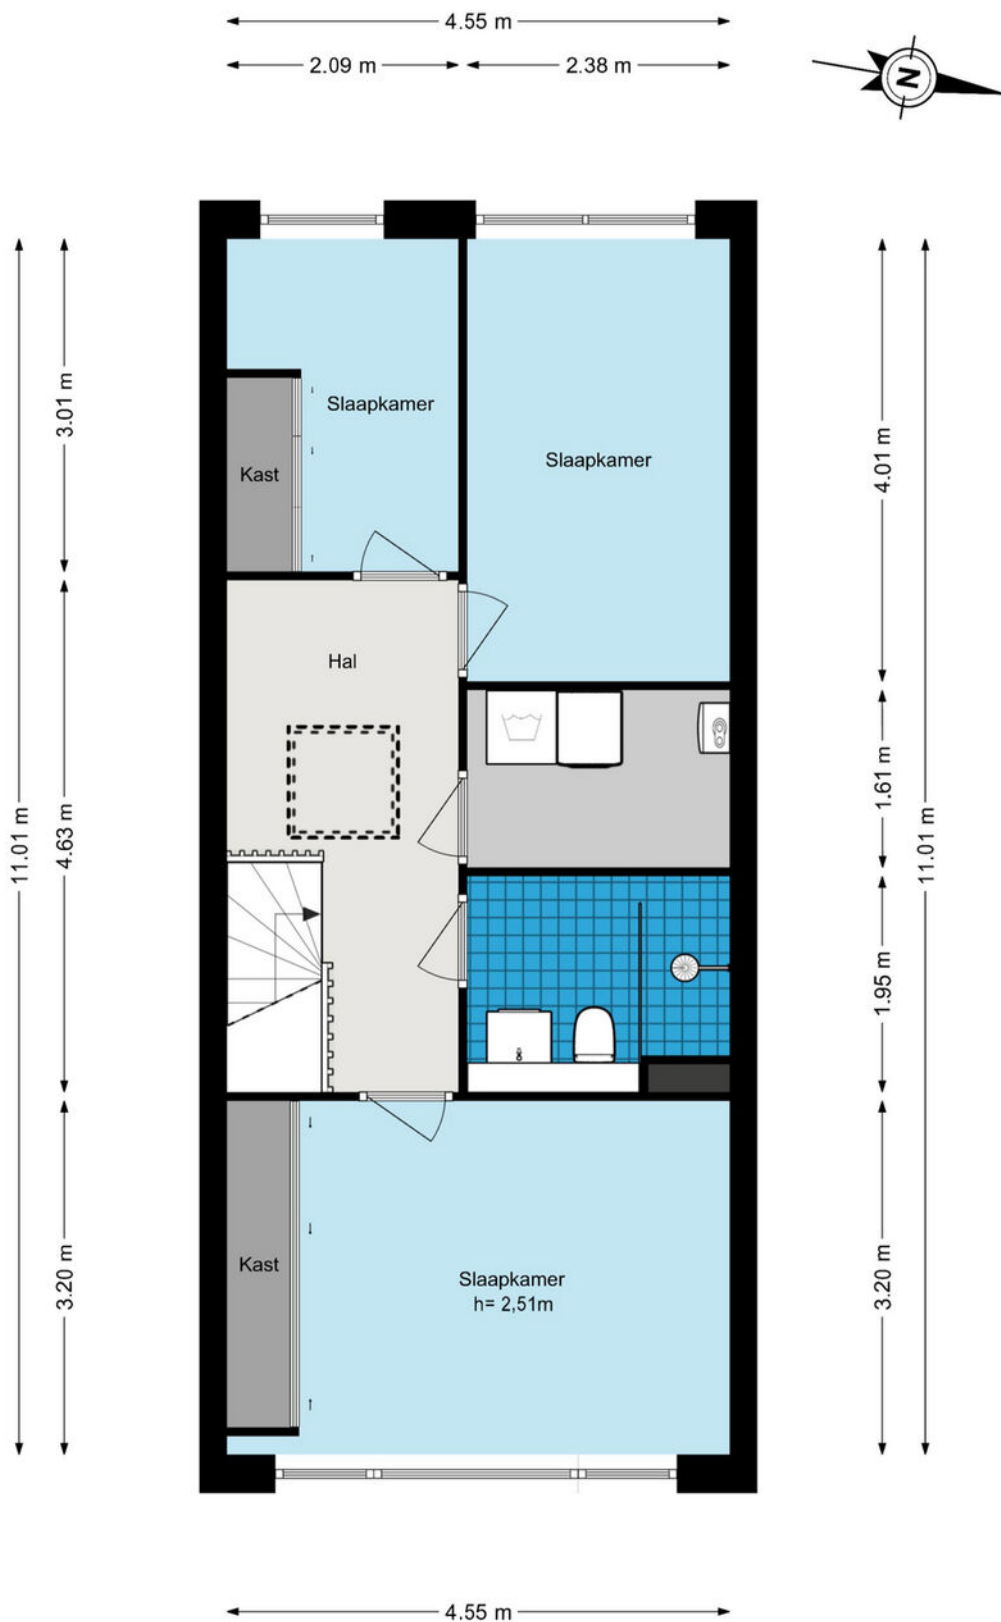 4.55 m
2.09 m
2.38 m
N
3.01 m
11.01 m
4.63 m
3.20 m
Slaapkamer
Kast
Slaapkamer
Hal
Kast
Slaapkamer
h= 2,51m
4.01 m
1.61 m
11.01 m
1.95 m
3.20 m
4.55 m